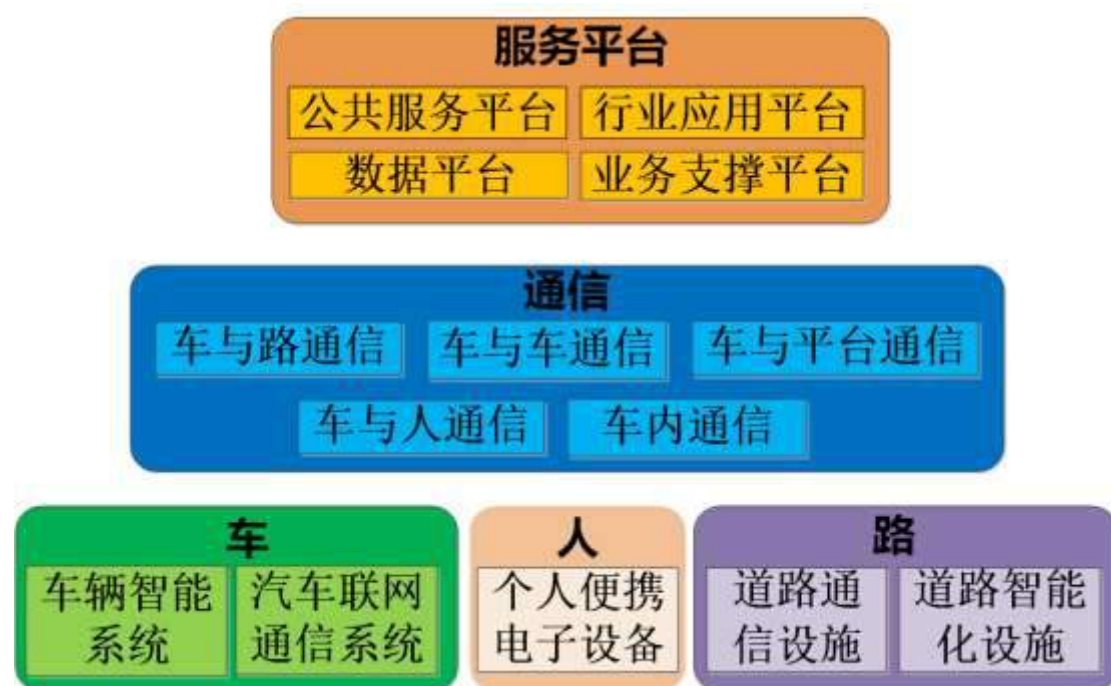 服务平台
公共服务平台 行业应用平台
数据平台 业务支撑平台
通信
车与路通信 车与车通信 车与平台通信
车与人通信 车内通信
车 人 路
车辆智能 汽车联网 个人便携 道路通 道路智能
系统 通信系统 电子设备 信设施 化设施